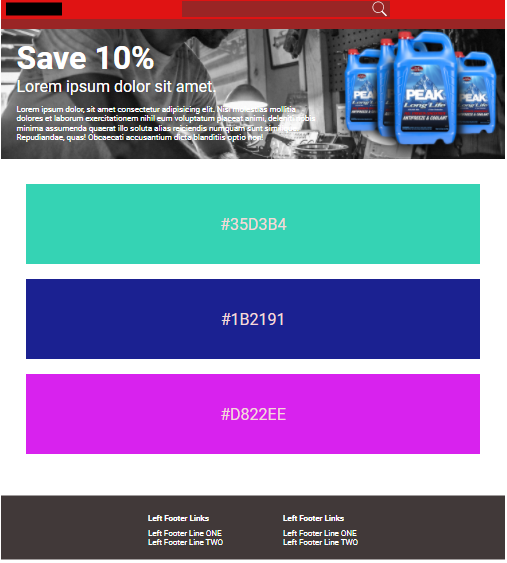 Save 10%
Lorem ipsum dolor sit amet.
Lorem ipsum dolor, sit amet consectetur adipisicing elit. Nisi molestias mollitia
dolores et laborum exercitationem nihil eum voluptatum placeat animi, deleniti nobis
minima assumenda quaerat illo soluta alias reiciendis numquam sunt similique
Repudiandae, quas! Obcaecati accusantium dicta blanditiis optio hic!
PEAK
Long Life
ANTIFREEZE & COOLANT
#35D3B4
#1B2191
#D822EE
Left Footer Links Left Footer Links
Left Footer Line ONE Left Footer Line ONE
Left Footer Line TWO Left Footer Line TWO